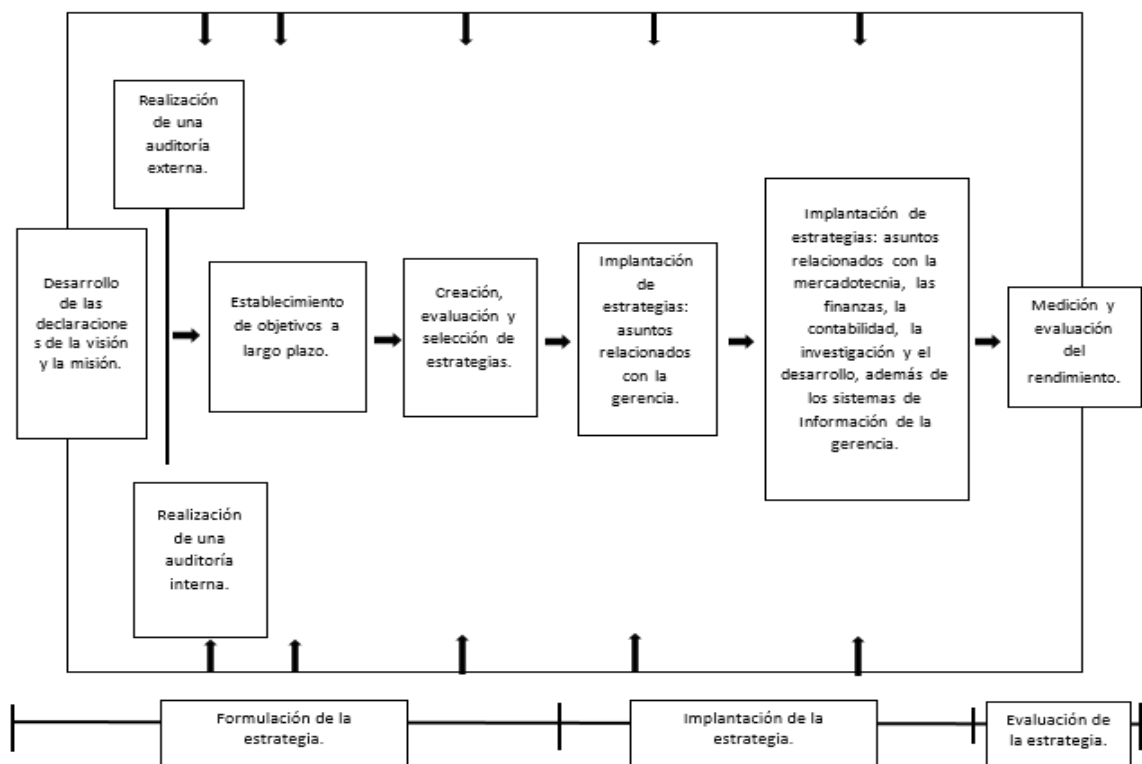 Realización
de una
auditoría
externa.
Desarrollo
de las
declaracione
s de la visión
y la misión.
Realización
de una
auditoría
interna.
Establecimiento
de objetivos a
largo plazo.
Creación,
evaluación y
selección de
estrategias.
Implantación
de
estrategias:
asuntos
relacionados
con la
gerencia.
Implantación de
estrategias: asuntos
relacionados con la
mercadotecnia, las
finanzas, la
contabilidad, la
investigación y el
desarrollo, además de
los sistemas de
Información de la
gerencia.
Medición y
evaluación
del
rendimiento.
Formulación de la
estrategia.
Implantación de la
estrategia.
Evaluación de
la estrategia.